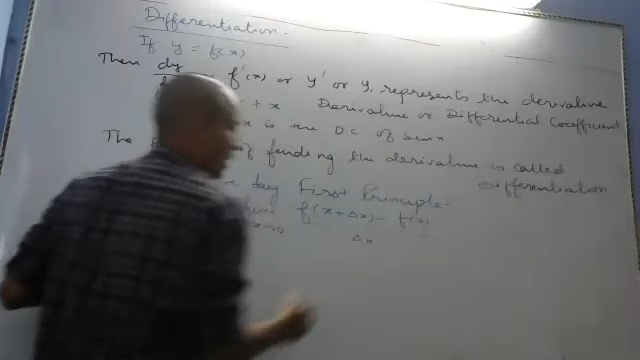 Differentiation-
If y = f(x)
Then dy f'(x) or y' or y, represents the derivative
x Derivative or Differential Coefficient
x is the DC of Sinx
The of finding the derivative is called
Differentiation
by First Principle-
f(x+Δx) - f(x)
Δx